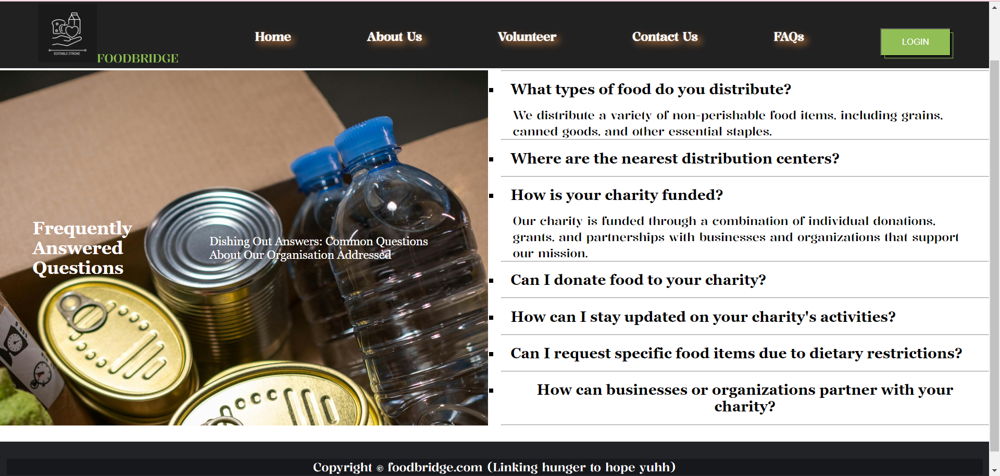 EDITABLE STROKE
FOODBRIDGE
Home
About Us
Volunteer
Contact Us
FAQs
LOGIN
Frequently
Answered
Questions
Dishing Out Answers: Common Questions
About Our Organisation Addressed
What types of food do you distribute?
We distribute a variety of non-perishable food items, including grains,
canned goods, and other essential staples.
Where are the nearest distribution centers?
How is your charity funded?
Our charity is funded through a combination of individual donations,
grants, and partnerships with businesses and organizations that support
our mission.
Can I donate food to your charity?
How can I stay updated on your charity's activities?
Can I request specific food items due to dietary restrictions?
How can businesses or organizations partner with your
charity?
Copyright © foodbridge.com (Linking hunger to hope yuhh)